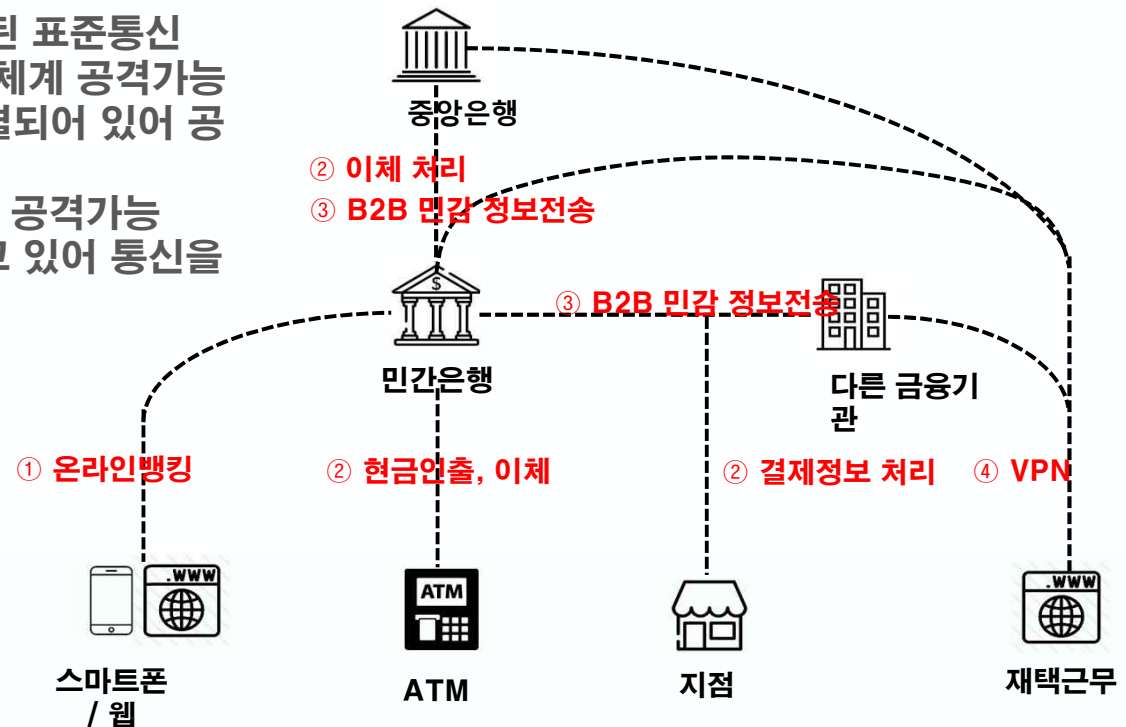 된 표준통신
체계 공격가능
결되어 있어 공
공격가능
고 있어 통신을
중앙은행
② 이체 처리
③ B2B 민감 정보전송
③ B2B 민감 정보전송
$
민간은행
다른 금융기
관
① 온라인뱅킹
② 현금인출, 이체
② 결제정보 처리
④ VPN
.WWW
ATM
.WWW
스마트폰
/ 웹
ATM
지점
재택근무